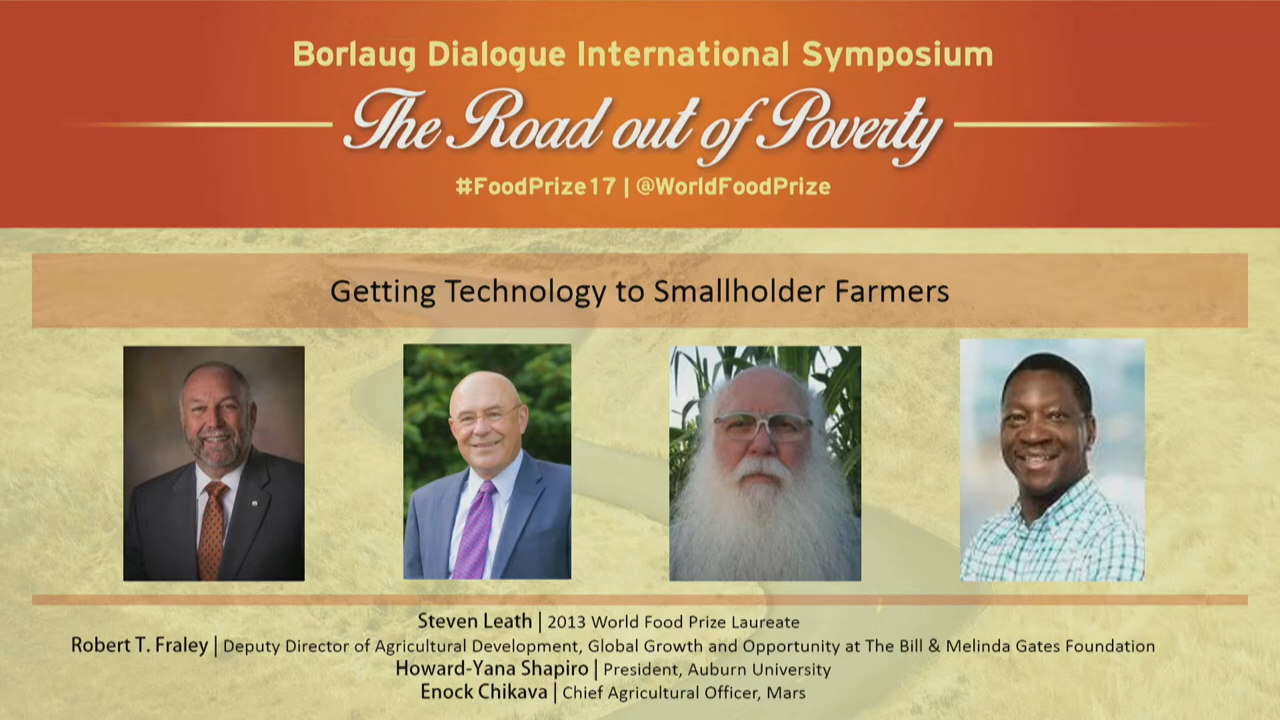 Borlaug Dialogue International Symposium
The Road out of Poverty
#FoodPrize17 | @WorldFoodPrize
Getting Technology to Smallholder Farmers
Steven Leath | 2013 World Food Prize Laureate
Robert T. Fraley | Deputy Director of Agricultural Development, Global Growth and Opportunity at The Bill & Melinda Gates Foundation
Howard-Yana Shapiro | President, Auburn University
Enock Chikava | Chief Agricultural Officer, Mars